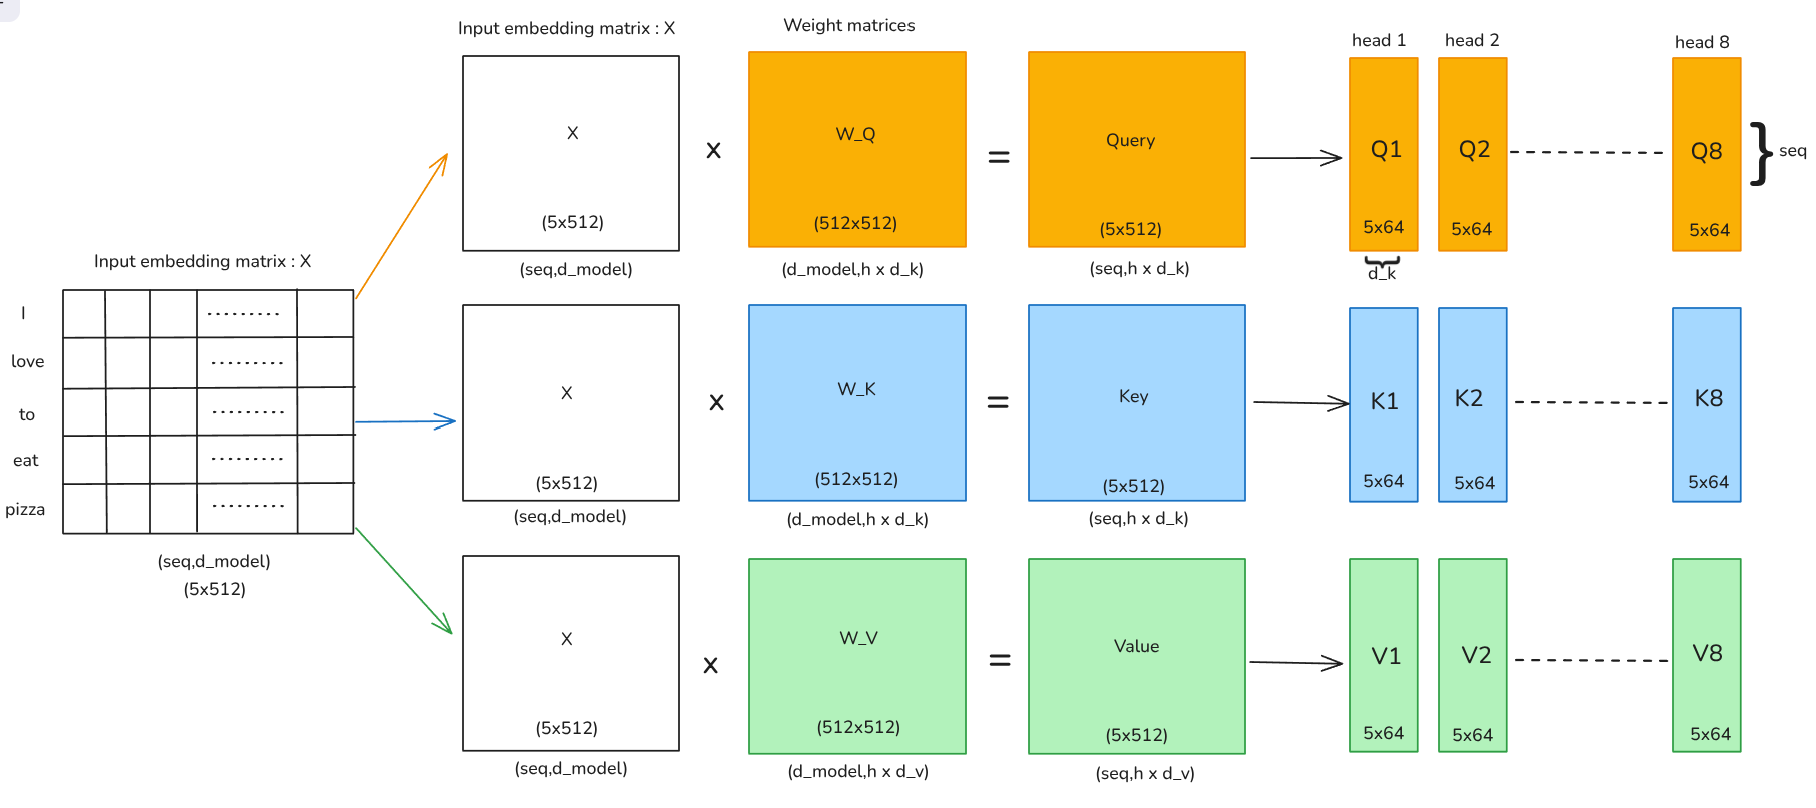 Input embedding matrix : X
Weight matrices
head 1
head 2
head 8
X
(5x512)
(seq,d_model)
x
W_Q
(512x512)
(d_model,h x d_k)
=
Query
(5x512)
(seq,h x d_k)
Q1
5x64
d_k
Q2
5x64
Q8
5x64
} seq
Input embedding matrix : X
I
love
to
eat
pizza
(seq,d_model)
(5x512)
X
(5x512)
(seq,d_model)
x
W_K
(512x512)
(d_model,h x d_k)
=
Key
(5x512)
(seq,h x d_k)
K1
5x64
K2
5x64
K8
5x64
X
(5x512)
(seq,d_model)
x
W_V
(512x512)
(d_model,h x d_v)
=
Value
(5x512)
(seq,h x d_v)
V1
5x64
V2
5x64
V8
5x64